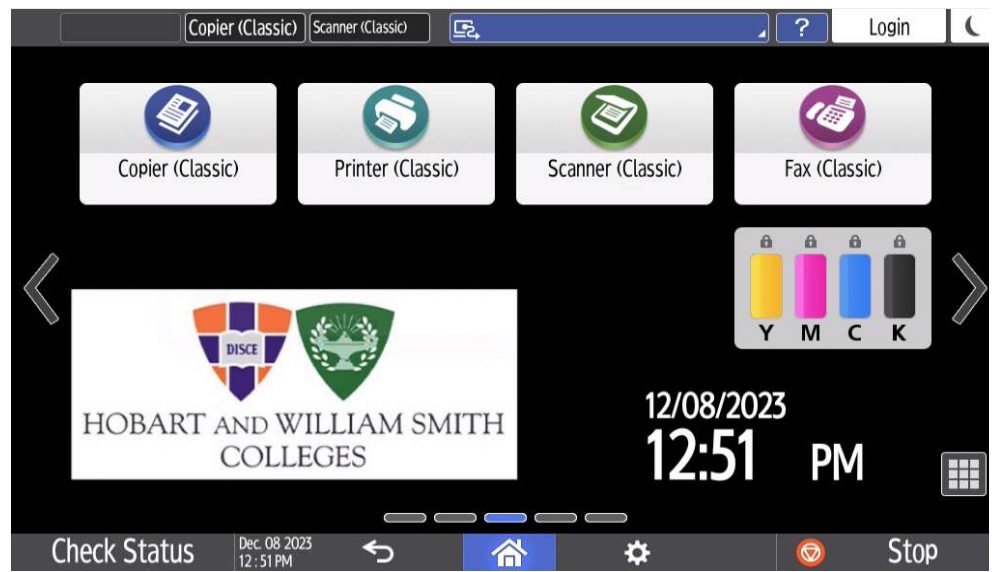 Copier (Classic)
Scanner (Classic)
?
Login
Copier (Classic)
Printer (Classic)
Scanner (Classic)
Fax (Classic)
Y M C K
DISCE
HOBART AND WILLIAM SMITH
COLLEGES
12/08/2023
12:51 PM
Check Status
Dec. 08 2023
12 : 51 PM
Stop